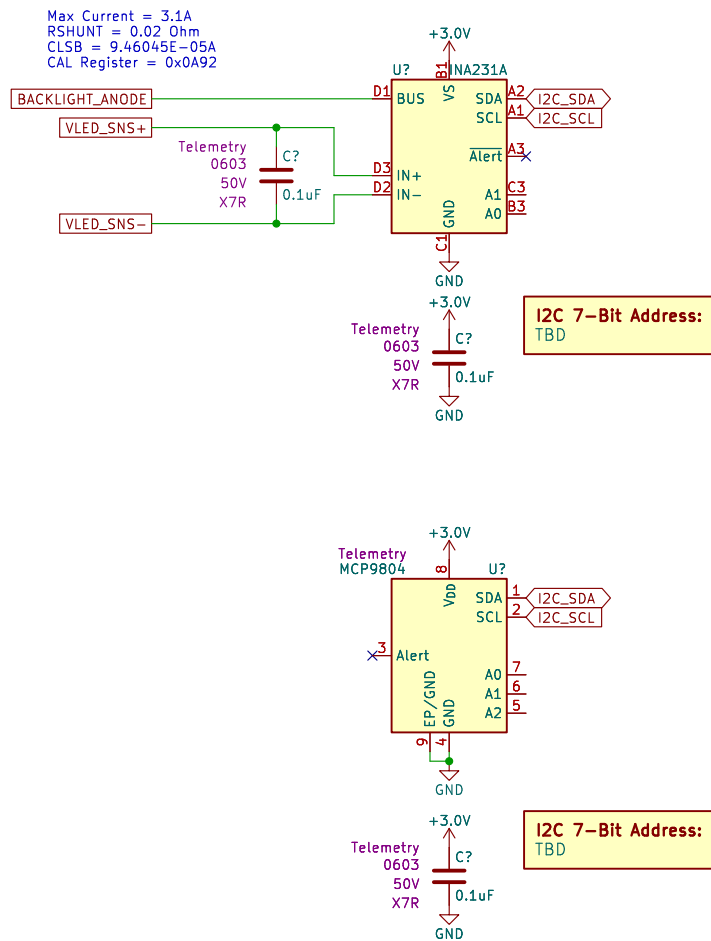 Max Current = 3.1A
RSHUNT = 0.02 Ohm
CLSB = 9.46045E-05A
CAL Register = 0x0A92
+3.0V
U?
B1
INA231A
BACKLIGHT_ANODE
D1
BUS
VS
SDA
A2
I2C_SDA
SCL
A1
I2C_SCL
VLED_SNS+
Telemetry
0603
50V
X7R
C?
0.1uF
Alert
A3
D3
IN+
D2
IN-
A1
C3
A0
B3
VLED_SNS-
GND
C1
GND
+3.0V
Telemetry
0603
50V
X7R
C?
0.1uF
GND
I2C 7-Bit Address:
TBD
+3.0V
Telemetry
MCP9804
8
U?
VDD
SDA
1
I2C_SDA
SCL
2
I2C_SCL
3
Alert
A0
7
A1
6
A2
5
EP/GND
GND
9
4
GND
+3.0V
Telemetry
0603
50V
X7R
C?
0.1uF
GND
I2C 7-Bit Address:
TBD